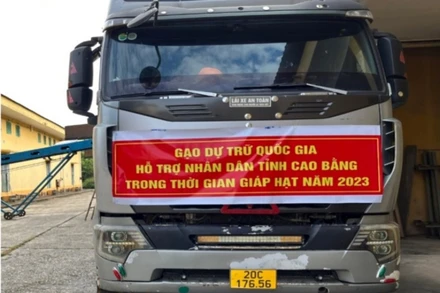 LÁI XE AN TOÀN
GẠO DỰ TRỮ QUỐC GIA
HỖ TRỢ NHÂN DÂN TỈNH CAO BẰNG
TRONG THỜI GIAN GIÁP HẠT NĂM 2023
20C
176.56